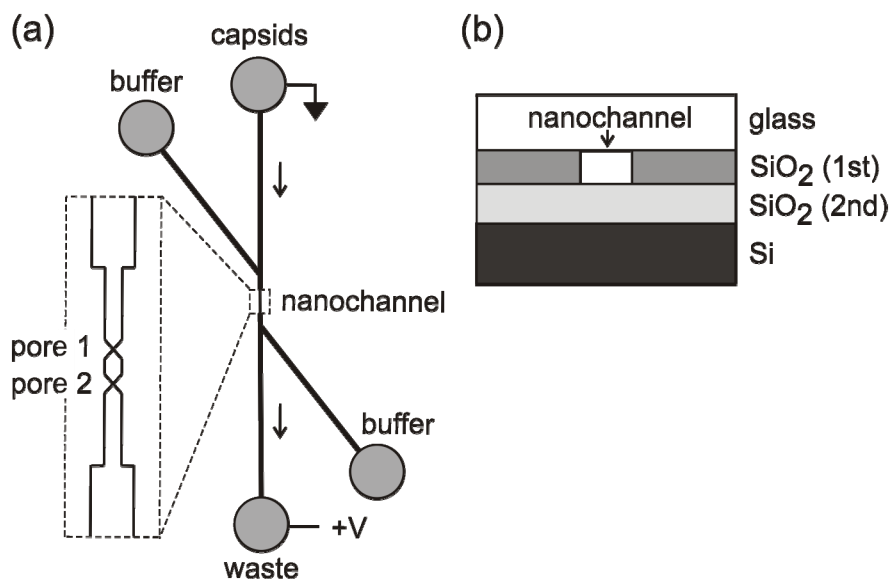 (a)
capsids
buffer
nanochannel
pore 1
pore 2
buffer
+V
waste
(b)
nanochannel
glass
SiO2 (1st)
SiO2 (2nd)
Si